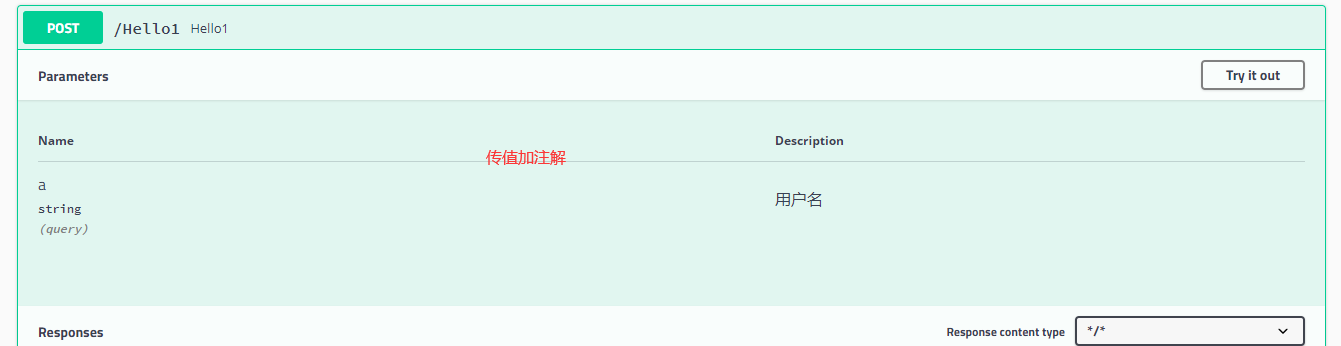 POST /Hello1 Hello1
Parameters Try it out
Name Description
传值加注解
a
string
(query)
用户名
Responses Response content type */*